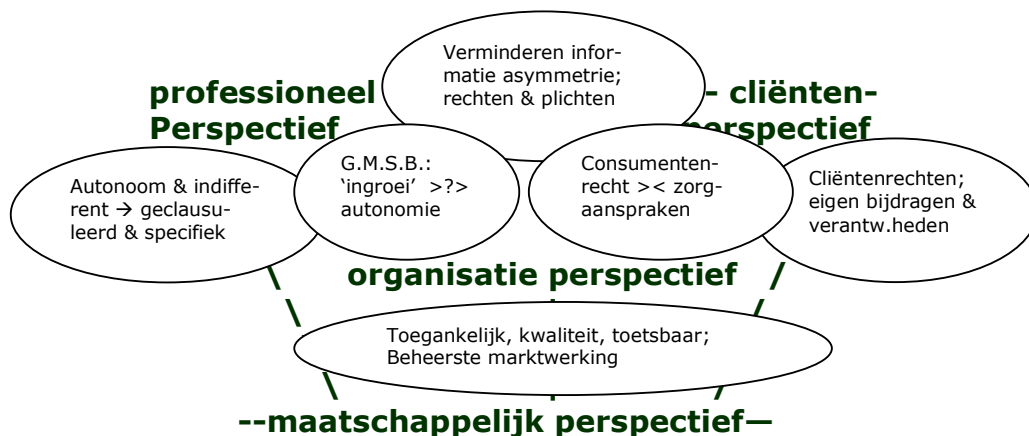 Verminderen infor-
matie asymmetrie;
rechten & plichten
professioneel
Perspectief
- cliënten-
perspectief
Autonoom & indiffe-
rent → geclausu-
leerd & specifiek
G.M.S.B.:
‘ingroei’ >?>
autonomie
Consumenten-
recht >< zorg-
aanspraken
Cliëntenrechten;
eigen bijdragen &
verantw.heden
organisatie perspectief
Toegankelijk, kwaliteit, toetsbaar;
Beheerste marktwerking
--maatschappelijk perspectief—